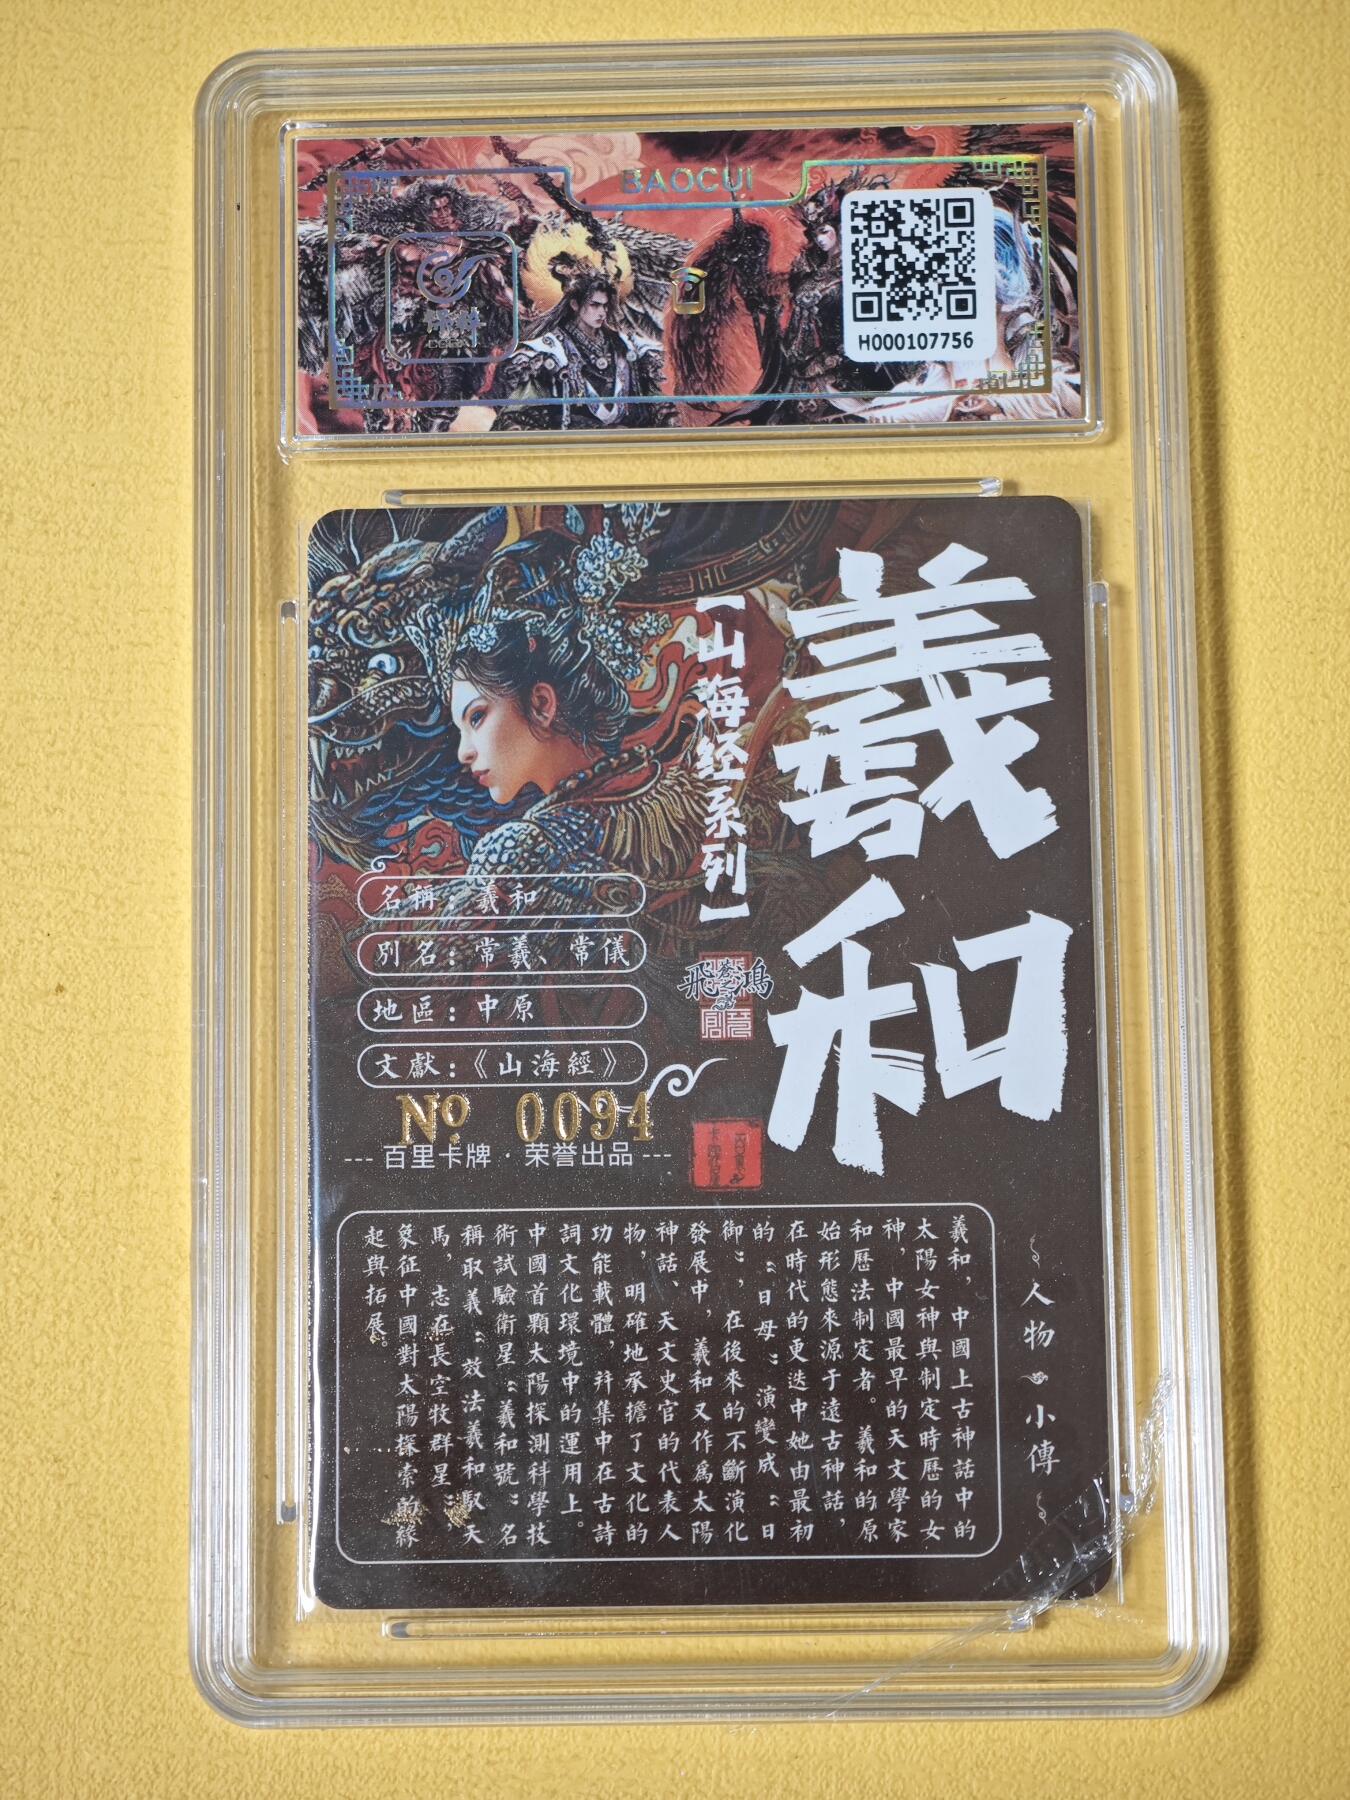 BAOCUI
H000107756
羲和
【山海经系列】
飛鴻
名稱：羲和
別名：常羲、常儀
地區：中原
文獻：《山海經》
№ 0094
--- 百里卡牌 · 荣誉出品 ---
人物小傳
羲和，中國上古神話中的
太陽女神與制定時曆的女
神，中國最早的天文學家
和曆法制定者。羲和的原
始形態來源于遠古神話，
在時代的更迭中她由最初
的“日母”演變成“日
御”，在後來的不斷演化
發展中，羲和又作爲太陽
神話、天文史官的代表人
物，明確地承擔了文化的
功能載體，并集中在古詩
詞文化環境中的運用上。
中國首顆太陽探測科學技
術試驗衛星“羲和號”名
稱取義“效法羲和馭天
馬，志在長空牧群星”，
象征中國對太陽探索的緣
起與拓展。